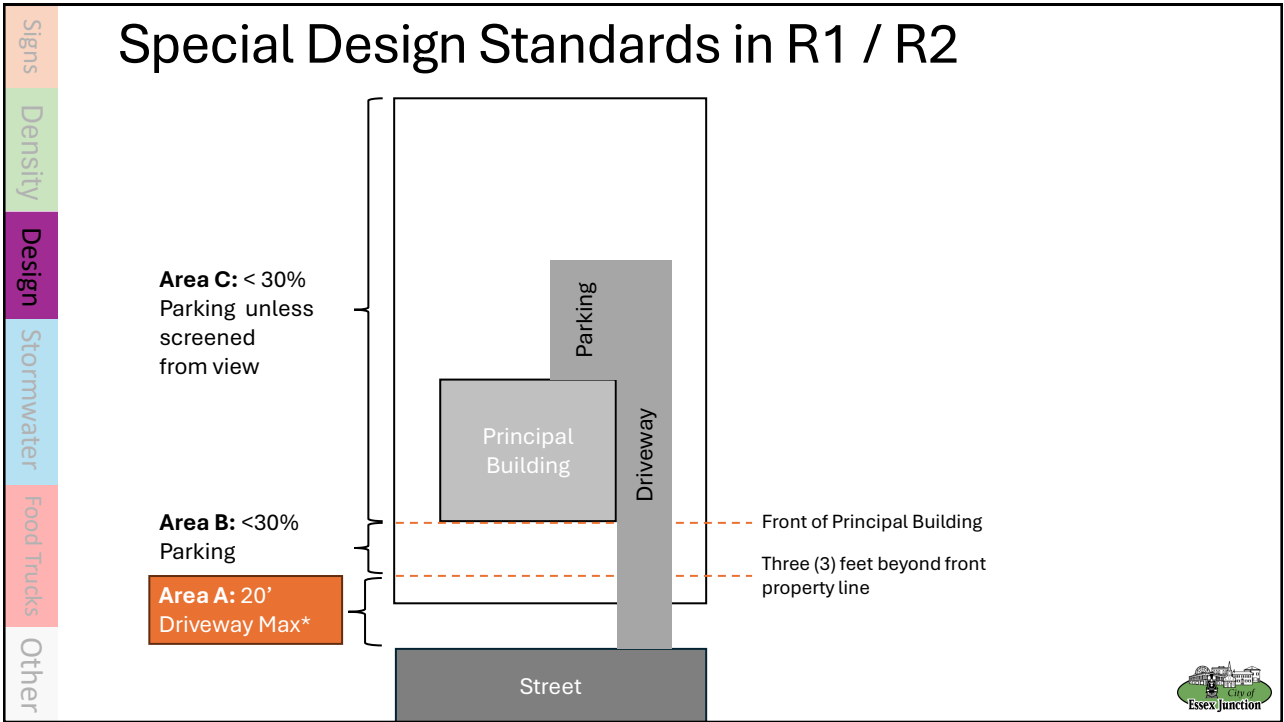 Special Design Standards in R1 / R2
Signs
Density
Design
Stormwater
Food Trucks
Other
Area C: < 30%
Parking unless
screened
from view
Area B: <30%
Parking
Area A: 20’
Driveway Max*
Parking
Driveway
Principal
Building
Front of Principal Building
Three (3) feet beyond front
property line
Street
City of
Essex Junction